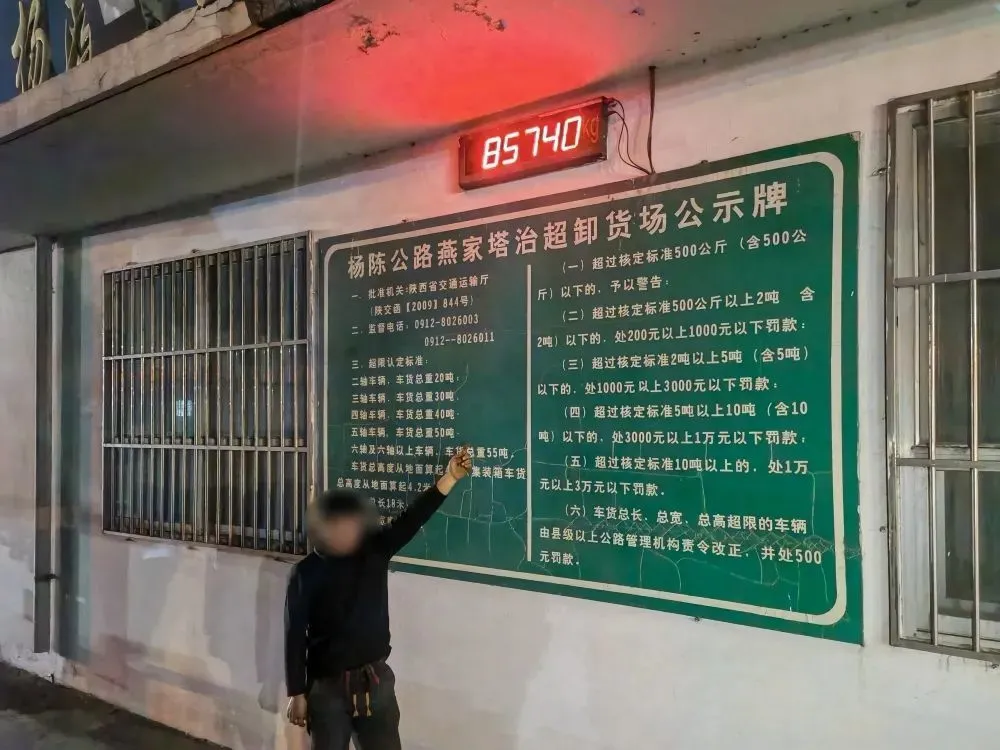 85740kg
杨陈公路燕家塔治超卸货场公示牌
一、批准机关:陕西省交通运输厅
(陕交函【2009】844号)
二、监督电话:0912-8026003
0912--8026011
三、超限认定标准:
二轴车辆,车货总重20吨;
三轴车辆,车货总重30吨,
四轴车辆,车货总重40吨;
五轴车辆,车货总重50吨
六轴及六轴以上车辆,车货总重55吨,
车货总高度从地面算起
集装箱车货
总高度从地面算起4.2米
总长18米
(一)超过核定标准500公斤(含500公
斤)以下的,予以警告;
(二)超过核定标准500公斤以上2吨 含
2吨)以下的,处200元以上1000元以下罚款;
(三)超过核定标准2吨以上5吨(含5吨)
以下的,处1000元以上3000元以下罚款;
(四)超过核定标准5吨以上10吨(含10
吨)以下的,处3000元以上1万元以下罚款;
(五)超过核定标准10吨以上的,处1万
元以上3万元以下罚款.
(六)车货总长、总宽、总高超限的车辆
由县级以上公路管理机构责令改正,并处500
元罚款.